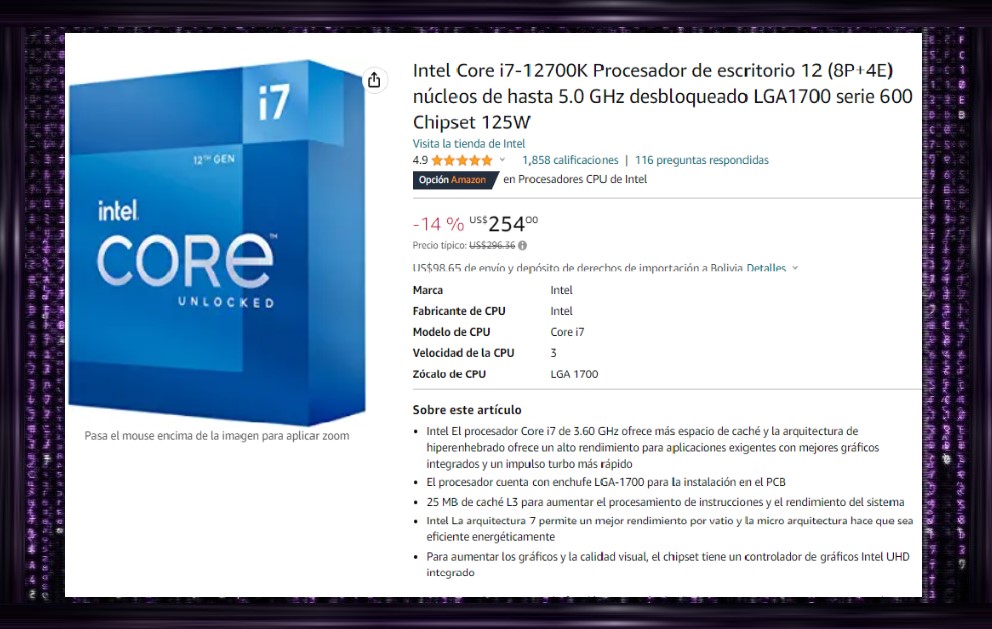 i7
12TH GEN
intel.
CORE™
UNLOCKED
Pasa el mouse encima de la imagen para aplicar zoom
Intel Core i7-12700K Procesador de escritorio 12 (8P+4E)
núcleos de hasta 5.0 GHz desbloqueado LGA1700 serie 600
Chipset 125W
Visita la tienda de Intel
4.9 1,858 calificaciones | 116 preguntas respondidas
Opción Amazon en Procesadores CPU de Intel
-14 % US$25400
Precio típico: US$296.36
US$98.65 de envío y depósito de derechos de importación a Bolivia Detalles
Marca Intel
Fabricante de CPU Intel
Modelo de CPU Core i7
Velocidad de la CPU 3
Zócalo de CPU LGA 1700
Sobre este artículo
• Intel El procesador Core i7 de 3.60 GHz ofrece más espacio de caché y la arquitectura de
hiperenhebrado ofrece un alto rendimiento para aplicaciones exigentes con mejores gráficos
integrados y un impulso turbo más rápido
• El procesador cuenta con enchufe LGA-1700 para la instalación en el PCB
• 25 MB de caché L3 para aumentar el procesamiento de instrucciones y el rendimiento del sistema
• Intel La arquitectura 7 permite un mejor rendimiento por vatio y la micro arquitectura hace que sea
eficiente energéticamente
• Para aumentar los gráficos y la calidad visual, el chipset tiene un controlador de gráficos Intel UHD
integrado